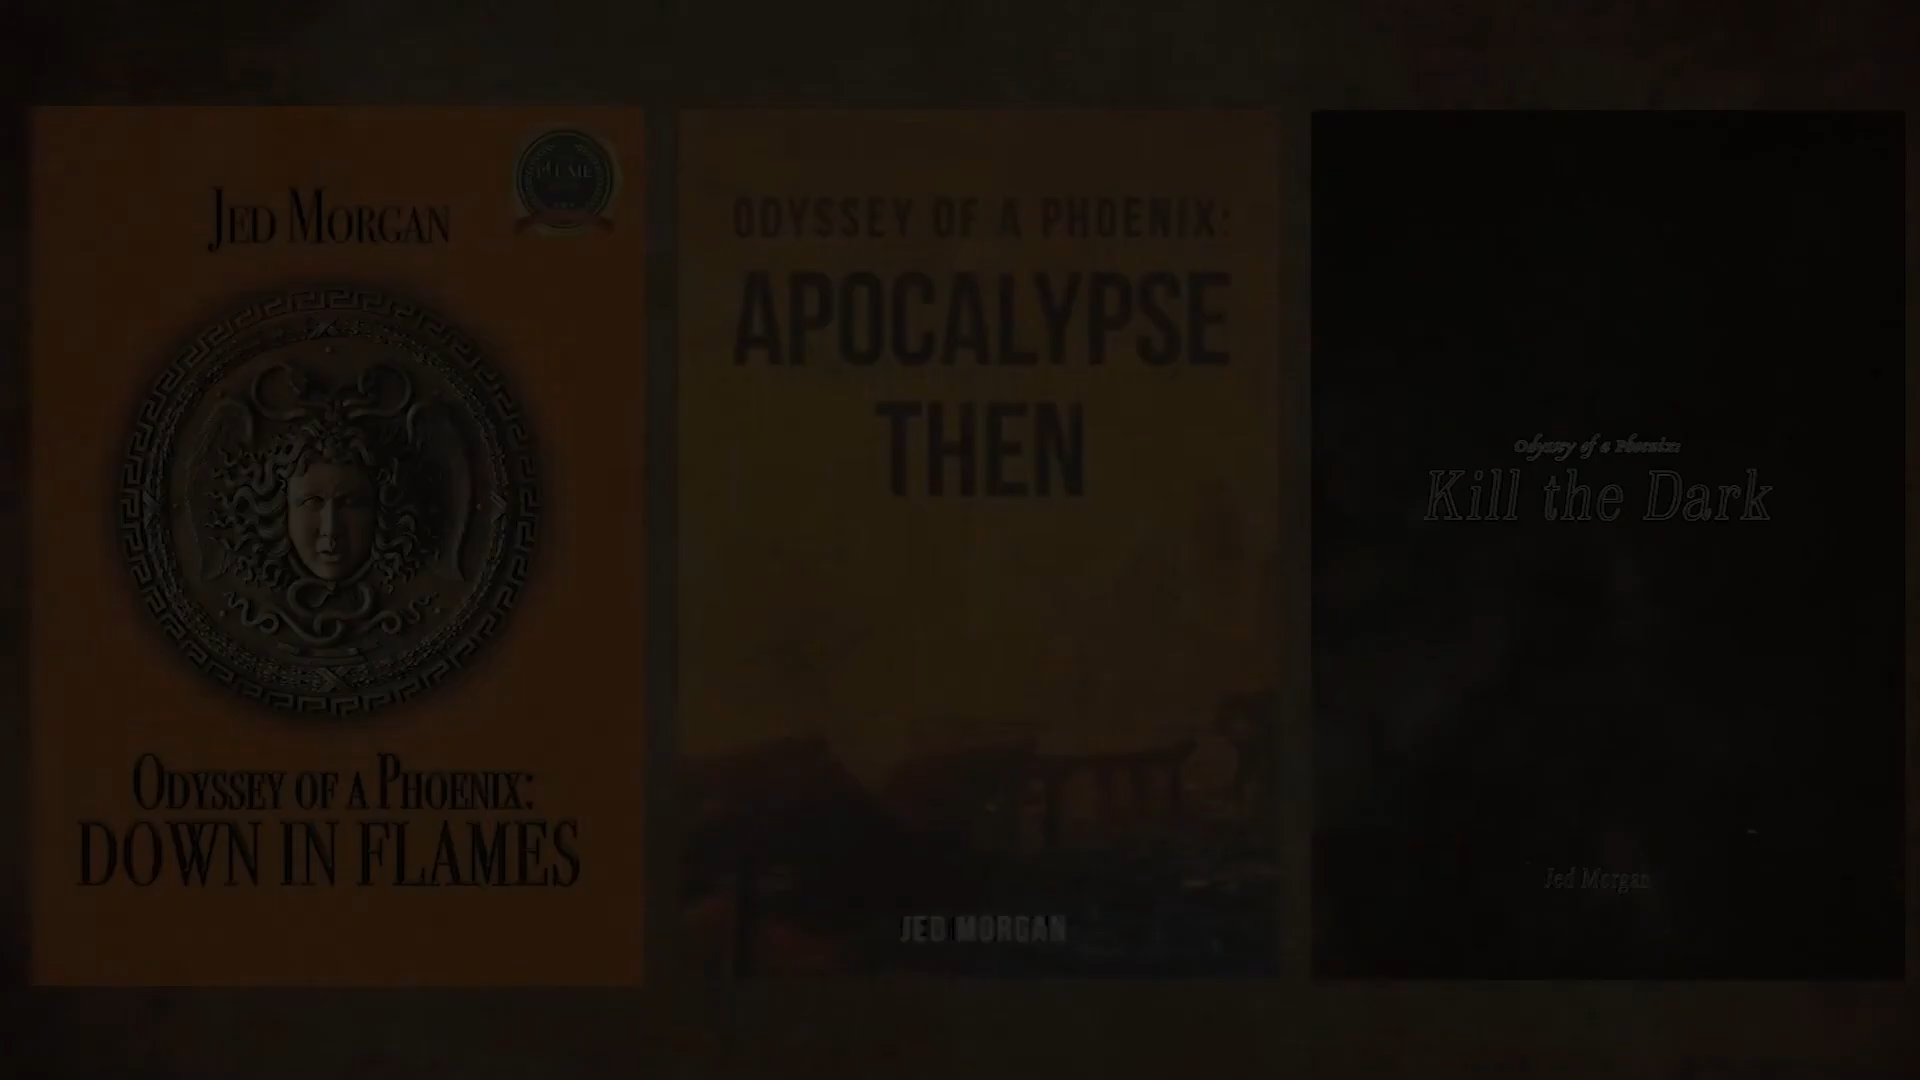 JED MORGAN
ODYSSEY OF A PHOENIX:
DOWN IN FLAMES
ODYSSEY OF A PHOENIX:
APOCALYPSE
THEN
JED MORGAN
Odyssey of a Phoenix:
Kill the Dark
Jed Morgan